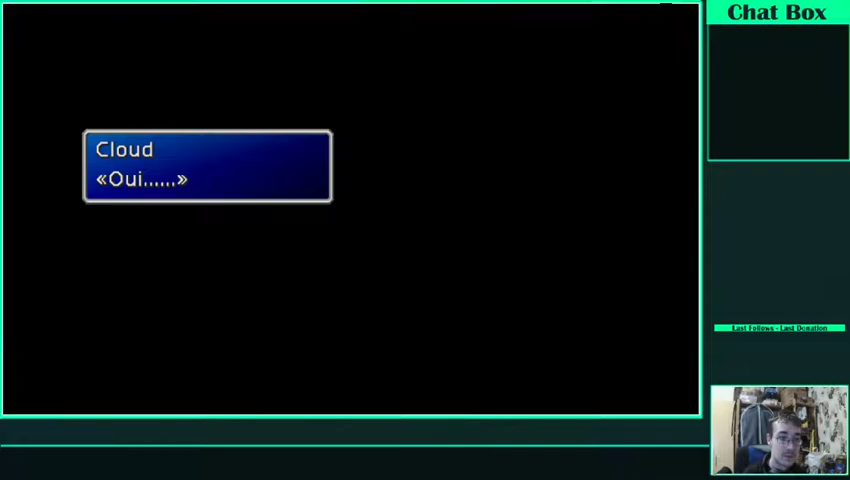 Chat Box
Cloud
«Oui......»
Last Follows - Last Donation